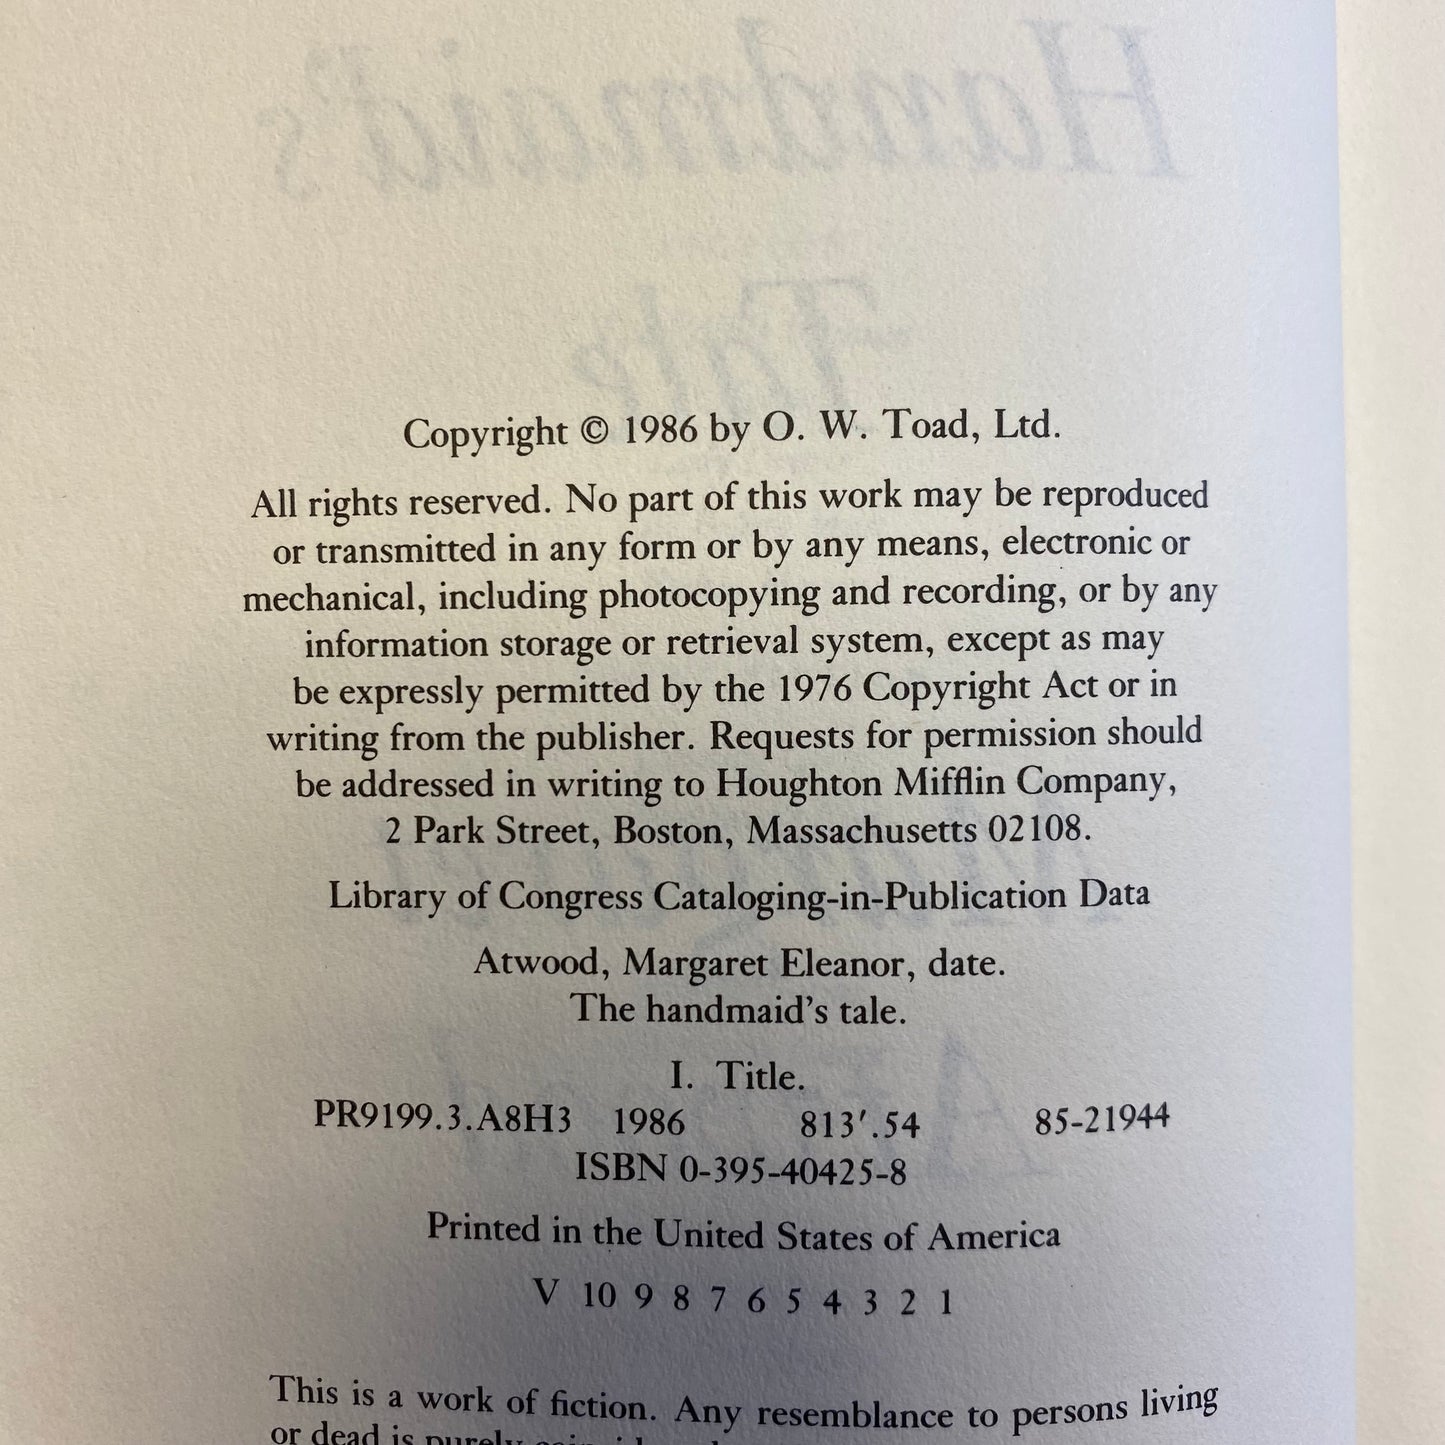 Handmaid's
Tale
Copyright © 1986 by O. W. Toad, Ltd.
All rights reserved. No part of this work may be reproduced
or transmitted in any form or by any means, electronic or
mechanical, including photocopying and recording, or by any
information storage or retrieval system, except as may
be expressly permitted by the 1976 Copyright Act or in
writing from the publisher. Requests for permission should
be addressed in writing to Houghton Mifflin Company,
2 Park Street, Boston, Massachusetts 02108.
Library of Congress Cataloging-in-Publication Data
Atwood, Margaret Eleanor, date.
The handmaid's tale.
I. Title.
PR9199.3.A8H3 1986 813′.54 85-21944
ISBN 0-395-40425-8
Printed in the United States of America
V 10 9 8 7 6 5 4 3 2 1
This is a work of fiction. Any resemblance to persons living
or dead is purely